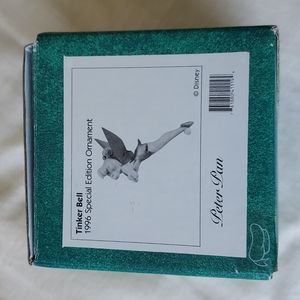 Tinker Bell
1996 Special Edition Ornament
© Disney
Peter Pan